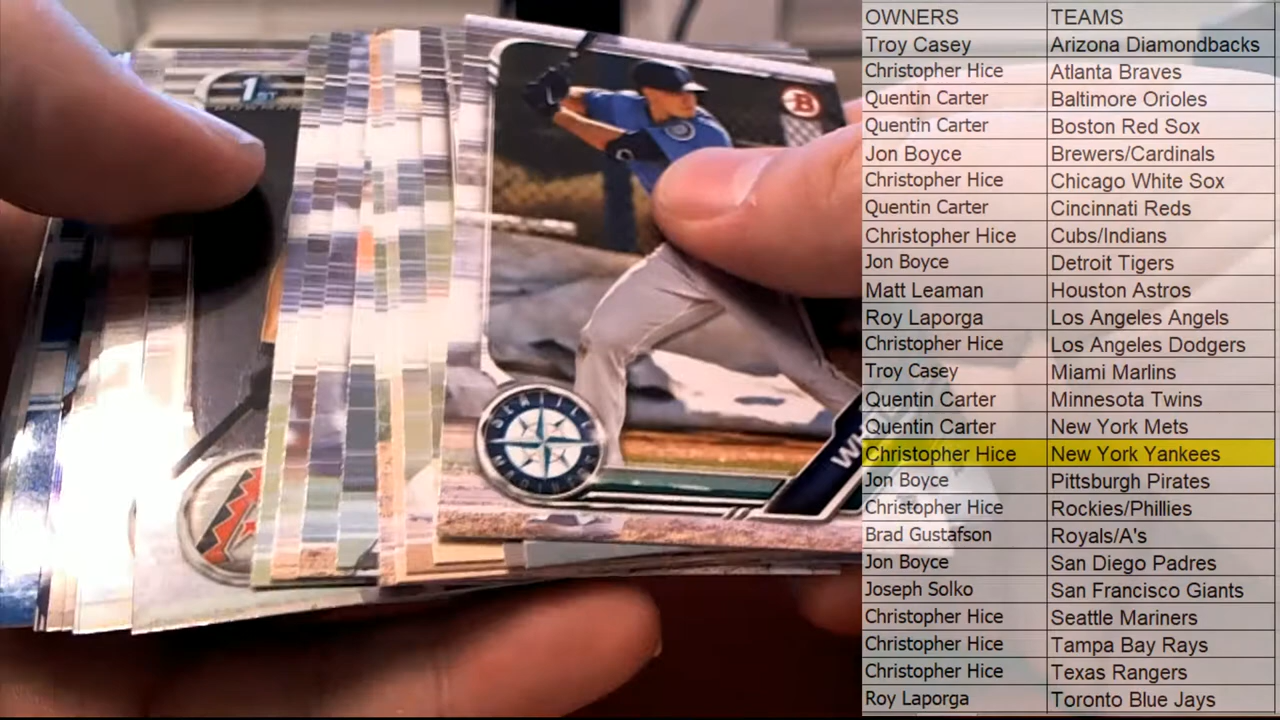 OWNERS TEAMS
Troy Casey Arizona Diamondbacks
Christopher Hice Atlanta Braves
Quentin Carter Baltimore Orioles
Quentin Carter Boston Red Sox
Jon Boyce Brewers/Cardinals
Christopher Hice Chicago White Sox
Quentin Carter Cincinnati Reds
Christopher Hice Cubs/Indians
Jon Boyce Detroit Tigers
Matt Leaman Houston Astros
Roy Laporga Los Angeles Angels
Christopher Hice Los Angeles Dodgers
Troy Casey Miami Marlins
Quentin Carter Minnesota Twins
Quentin Carter New York Mets
Christopher Hice New York Yankees
Jon Boyce Pittsburgh Pirates
Christopher Hice Rockies/Phillies
Brad Gustafson Royals/A's
Jon Boyce San Diego Padres
Joseph Solko San Francisco Giants
Christopher Hice Seattle Mariners
Christopher Hice Tampa Bay Rays
Christopher Hice Texas Rangers
Roy Laporga Toronto Blue Jays
1ST
B
SEATTLE
MARINERS